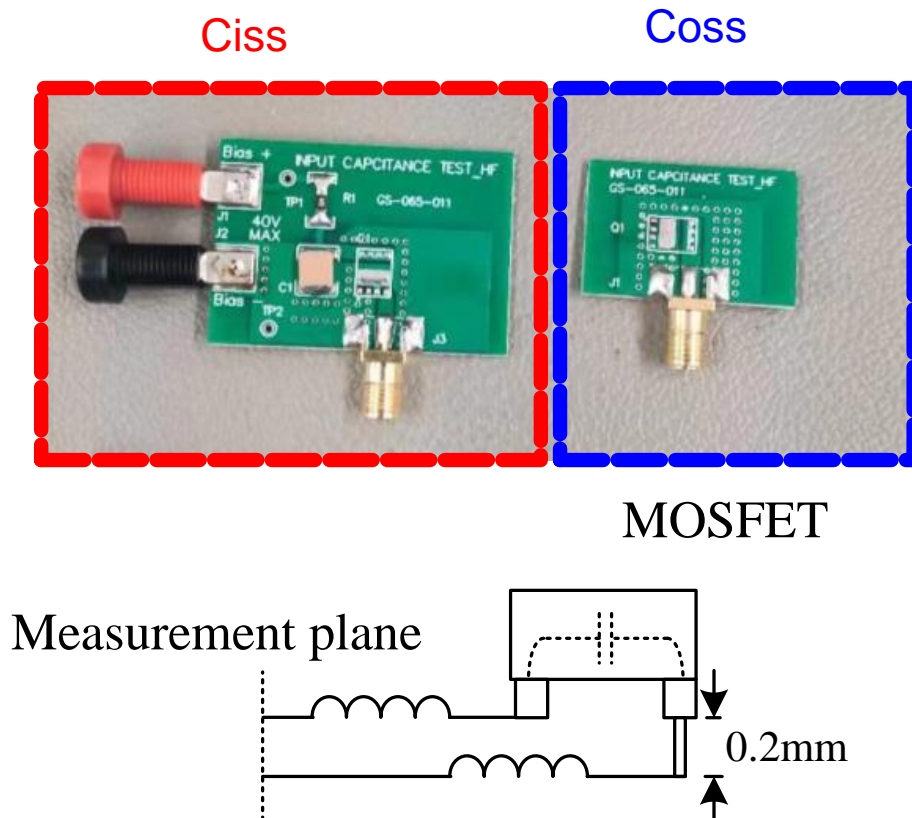 Ciss
Coss
Bias +
INPUT CAPCITANCE TEST_HF
TP1
R1
GS-065-011
J1
40V
J2
MAX
Q1
C1
Bias -
TP2
J3
INPUT CAPCITANCE TEST_HF
GS-065-011
Q1
J1
MOSFET
Measurement plane
0.2mm